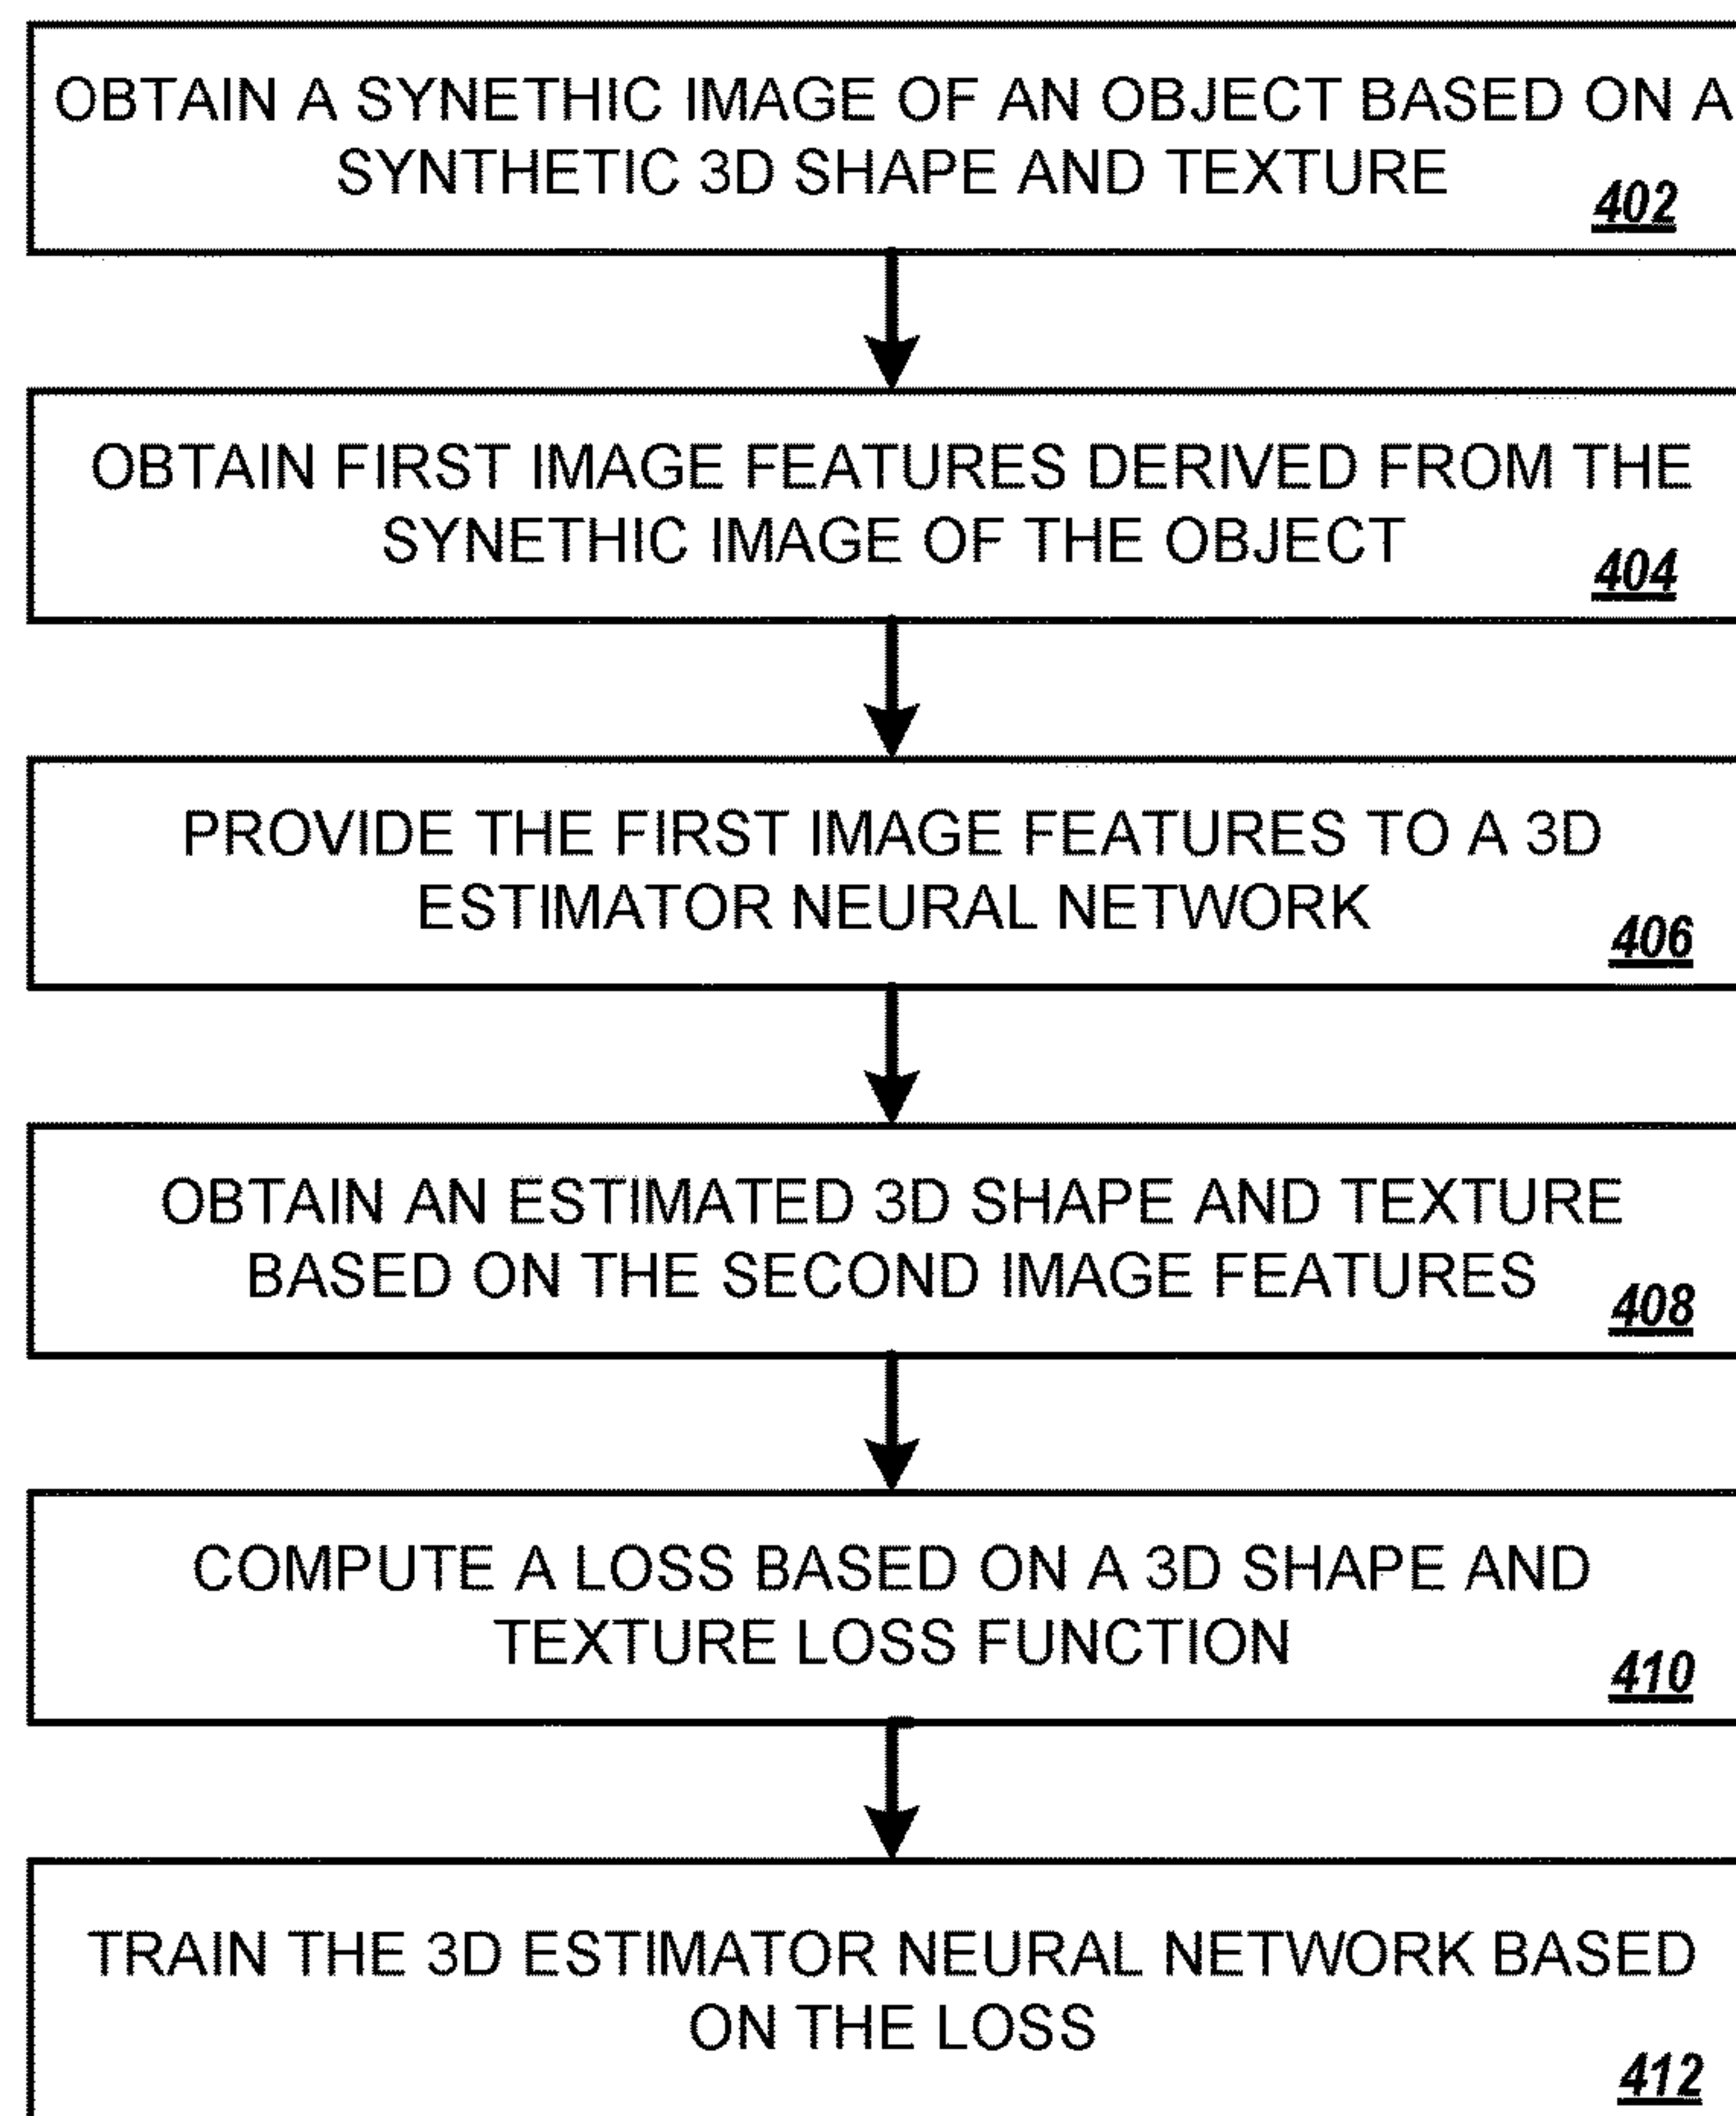 OBTAIN A SYNETHIC IMAGE OF AN OBJECT BASED ON A
SYNTHETIC 3D SHAPE AND TEXTURE
402
OBTAIN FIRST IMAGE FEATURES DERIVED FROM THE
SYNETHIC IMAGE OF THE OBJECT
404
PROVIDE THE FIRST IMAGE FEATURES TO A 3D
ESTIMATOR NEURAL NETWORK
406
OBTAIN AN ESTIMATED 3D SHAPE AND TEXTURE
BASED ON THE SECOND IMAGE FEATURES
408
COMPUTE A LOSS BASED ON A 3D SHAPE AND
TEXTURE LOSS FUNCTION
410
TRAIN THE 3D ESTIMATOR NEURAL NETWORK BASED
ON THE LOSS
412